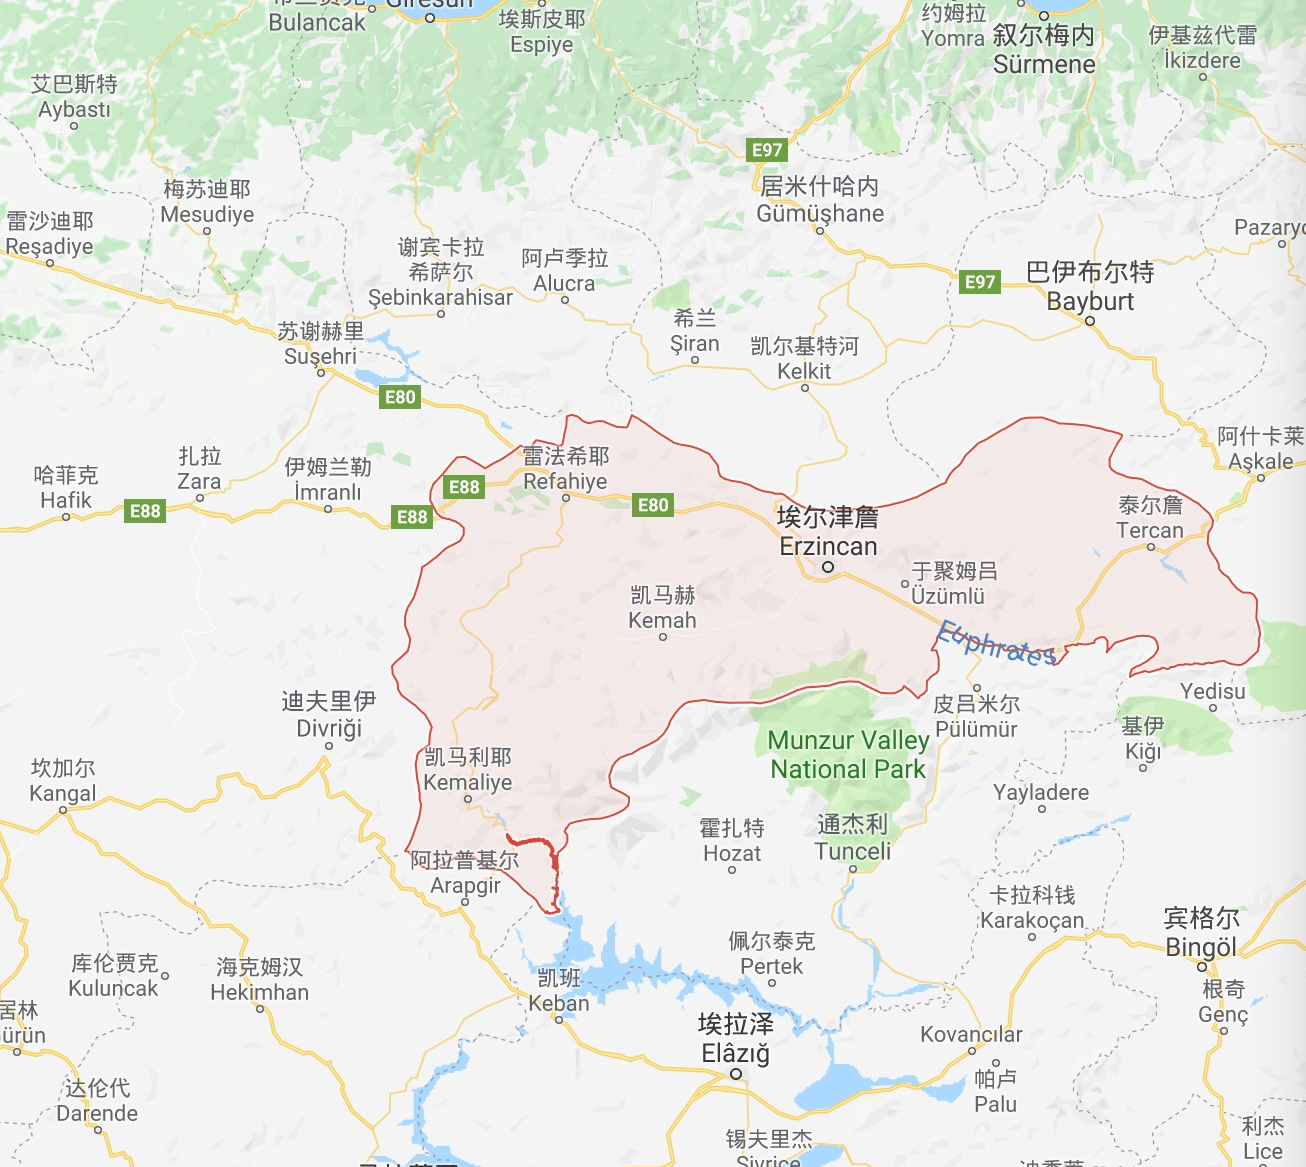 Bulancak
Giresun
埃斯皮耶
Espiye
约姆拉
Yomra
叙尔梅内
Sürmene
伊基兹代雷
İkizdere
艾巴斯特
Aybastı
E97
梅苏迪耶
Mesudiye
居米什哈内
Gümüşhane
雷沙迪耶
Reşadiye
谢宾卡拉
希萨尔
Şebinkarahisar
阿卢季拉
Alucra
Pazaryo
E97
巴伊布尔特
Bayburt
苏谢赫里
Suşehri
希兰
Şiran
凯尔基特河
Kelkit
E80
哈菲克
Hafik
扎拉
Zara
伊姆兰勒
İmranlı
雷法希耶
Refahiye
阿什卡莱
Aşkale
E88
E88
E88
E80
埃尔津詹
Erzincan
泰尔詹
Tercan
于聚姆吕
Üzümlü
凯马赫
Kemah
Euphrates
迪夫里伊
Divriği
皮吕米尔
Pülümür
Yedisu
基伊
Kiğı
Munzur Valley
National Park
凯马利耶
Kemaliye
坎加尔
Kangal
Yayladere
霍扎特
Hozat
通杰利
Tunceli
阿拉普基尔
Arapgir
卡拉科钱
Karakoçan
宾格尔
Bingöl
佩尔泰克
Pertek
库伦贾克
Kuluncak
海克姆汉
Hekimhan
凯班
Keban
根奇
Genç
居林
ürün
埃拉泽
Elâzığ
Kovancılar
帕卢
Palu
达伦代
Darende
锡夫里杰
Sivrice
利杰
Lice